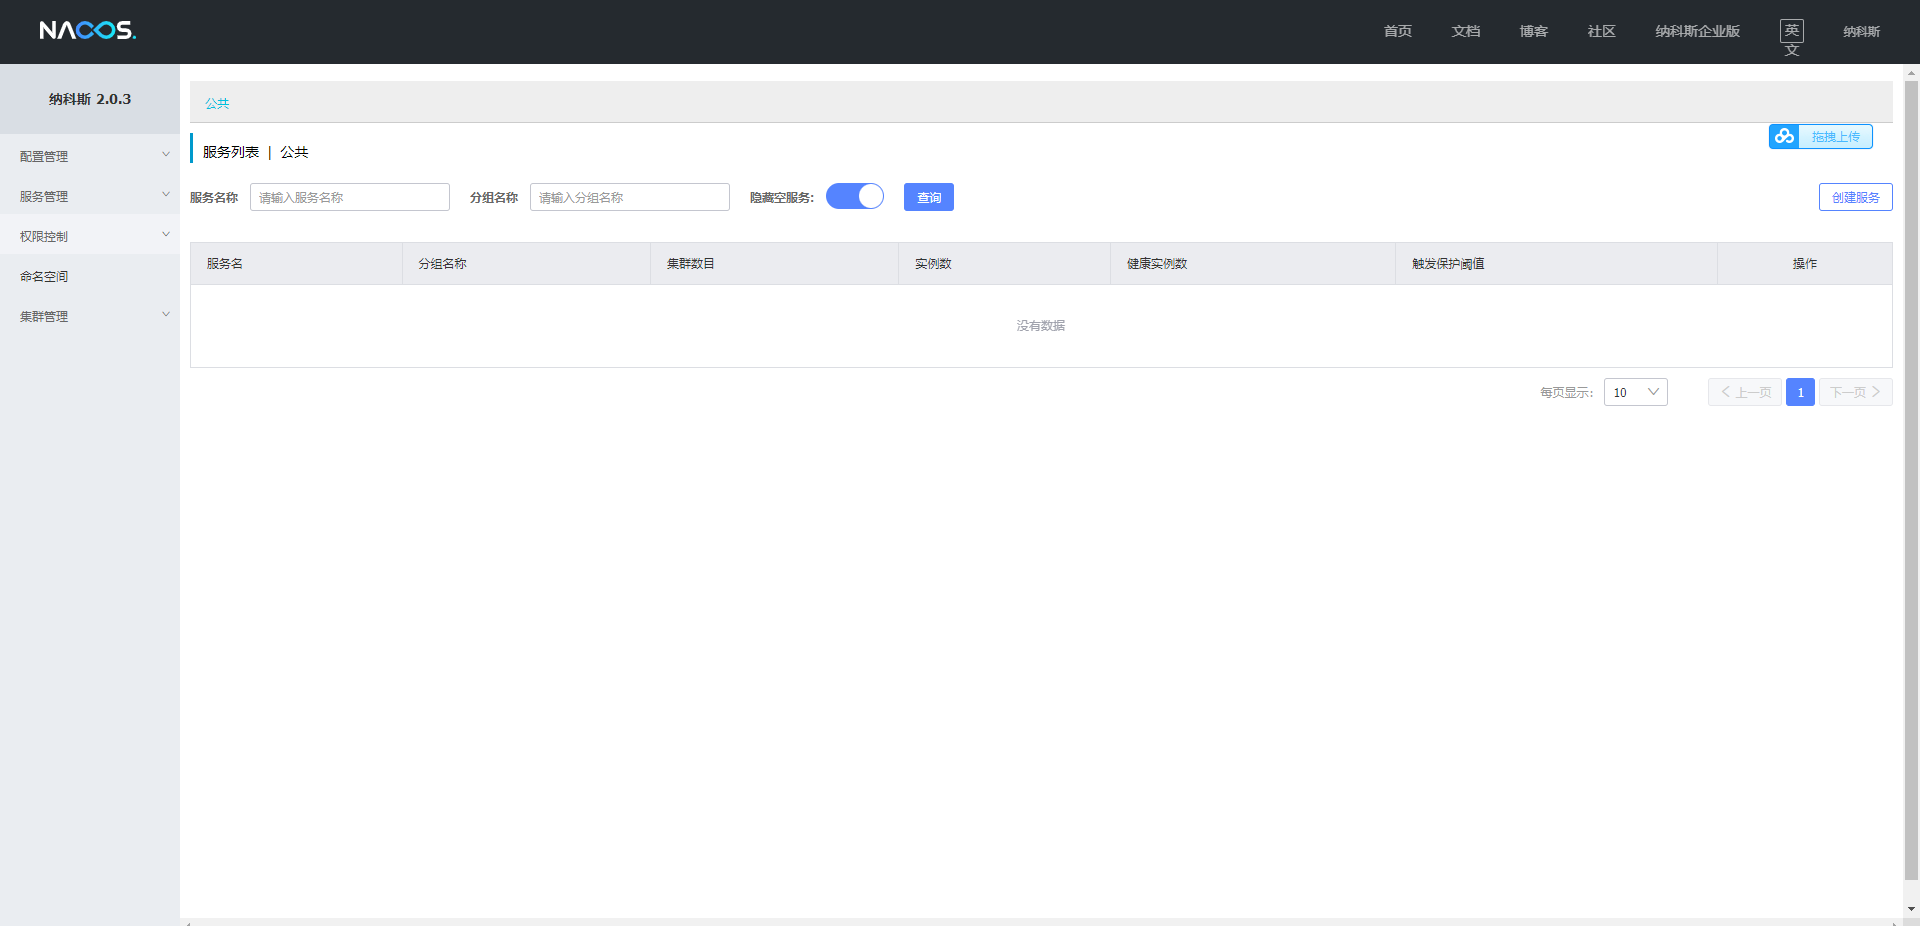 NACOS.
首页 文档 博客 社区 纳科斯企业版 英文 纳科斯
纳科斯 2.0.3
配置管理
服务管理
权限控制
命名空间
集群管理
公共
服务列表 | 公共
拖拽上传
服务名称 请输入服务名称 分组名称 请输入分组名称 隐藏空服务: 查询 创建服务
服务名 分组名称 集群数目 实例数 健康实例数 触发保护阈值 操作
没有数据
每页显示: 10 上一页 1 下一页